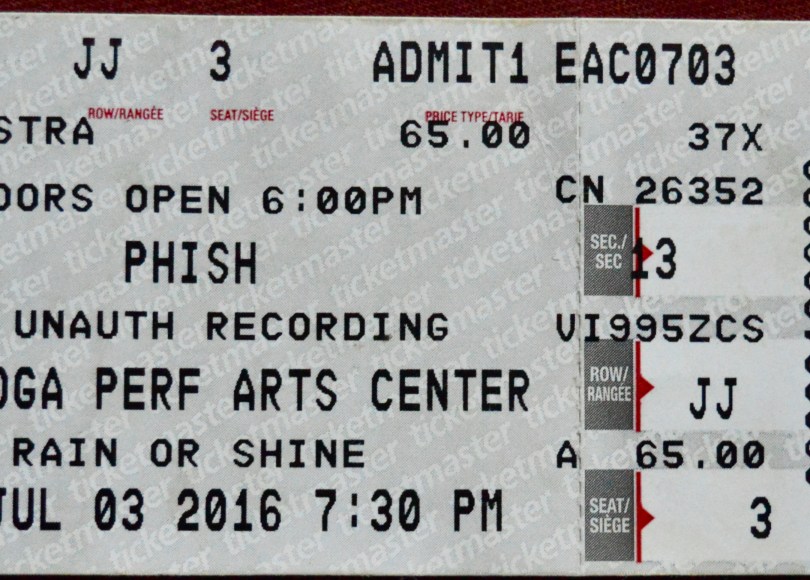 JJ 3 ADMIT1 EAC0703
ROW/RANGÉE SEAT/SIÈGE PRICE TYPE/TARIF
STRA 65.00 37X
OORS OPEN 6:00PM CN 26352
PHISH SEC./SEC 13
UNAUTH RECORDING VI995ZCS
OGA PERF ARTS CENTER ROW/RANGÉE JJ
RAIN OR SHINE A 65.00
JUL 03 2016 7:30 PM SEAT/SIÈGE 3
ticketmaster